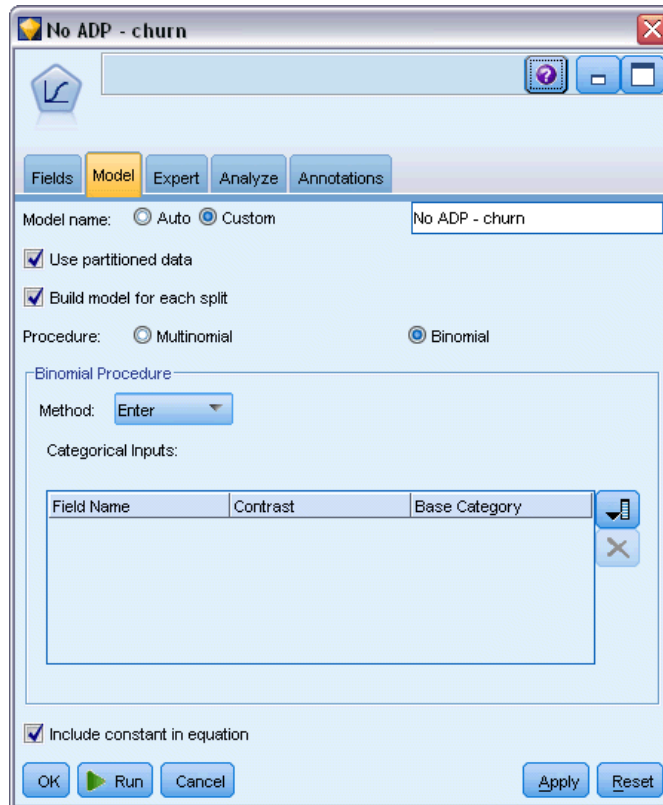 No ADP - churn
Fields Model Expert Analyze Annotations
Model name: Auto Custom No ADP - churn
Use partitioned data
Build model for each split
Procedure: Multinomial Binomial
Binomial Procedure
Method: Enter
Categorical Inputs:
Field Name Contrast Base Category
Include constant in equation
OK Run Cancel Apply Reset